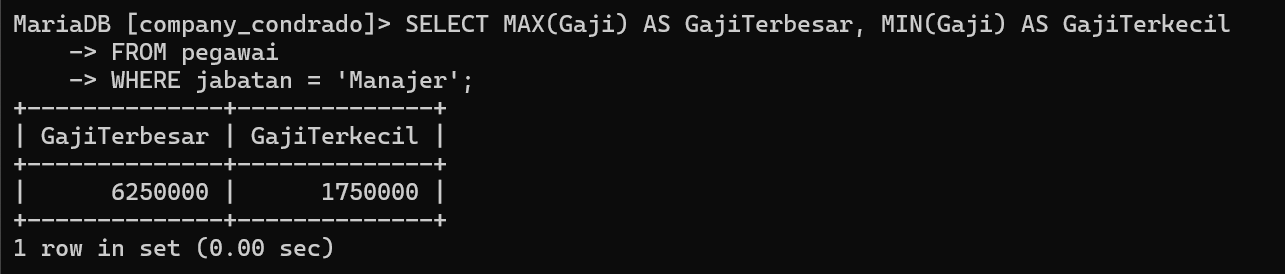 MariaDB [company_condrado]> SELECT MAX(Gaji) AS GajiTerbesar, MIN(Gaji) AS GajiTerkecil
    -> FROM pegawai
    -> WHERE jabatan = 'Manajer';
+--------------+--------------+
| GajiTerbesar | GajiTerkecil |
+--------------+--------------+
|      6250000 |      1750000 |
+--------------+--------------+
1 row in set (0.00 sec)